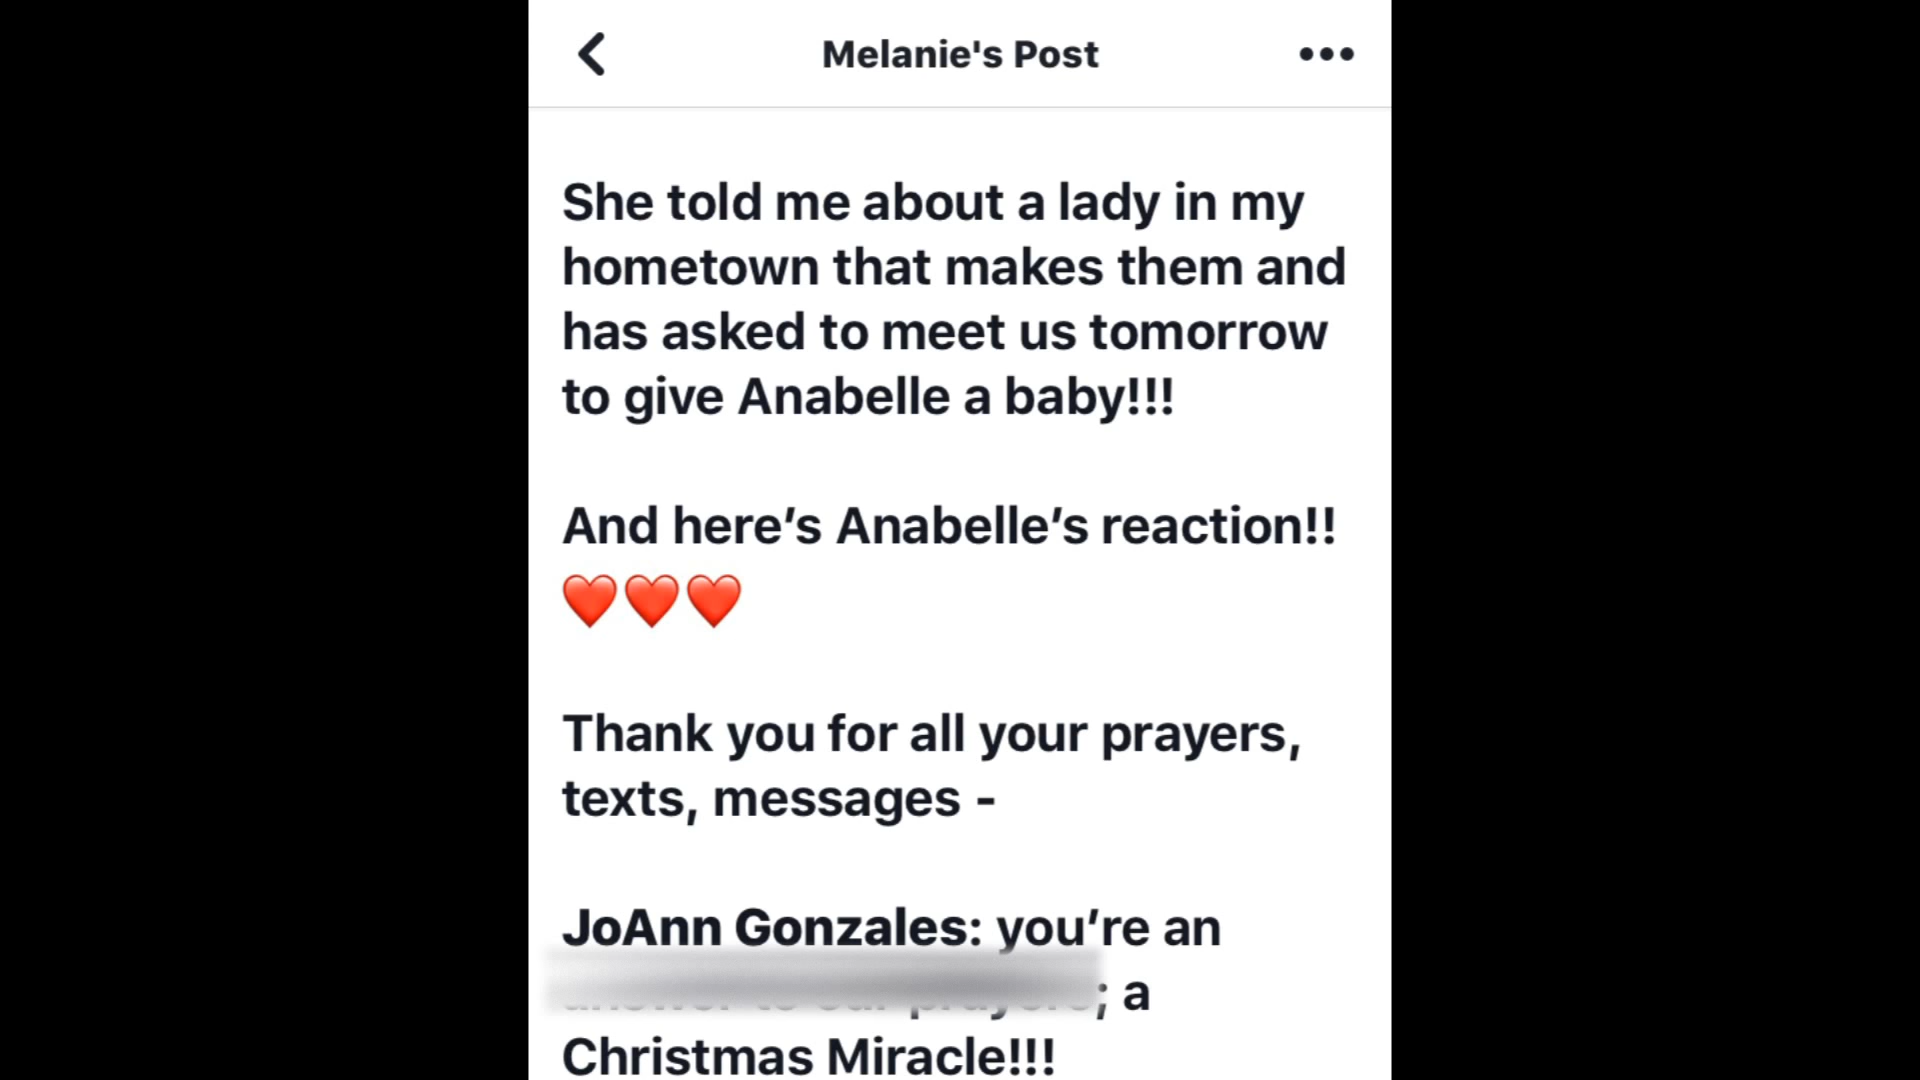 Melanie's Post
She told me about a lady in my
hometown that makes them and
has asked to meet us tomorrow
to give Anabelle a baby!!!
And here’s Anabelle’s reaction!!
❤️❤️❤️
Thank you for all your prayers,
texts, messages -
JoAnn Gonzales: you’re an
; a
Christmas Miracle!!!